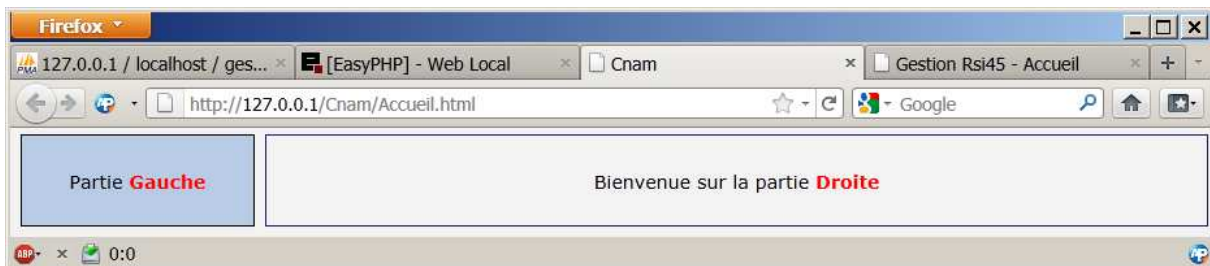 Firefox
127.0.0.1 / localhost / ges... × [EasyPHP] - Web Local × Cnam × Gestion Rsi45 - Accueil × +
http://127.0.0.1/Cnam/Accueil.html Google
Partie Gauche Bienvenue sur la partie Droite
ABP × 0:0